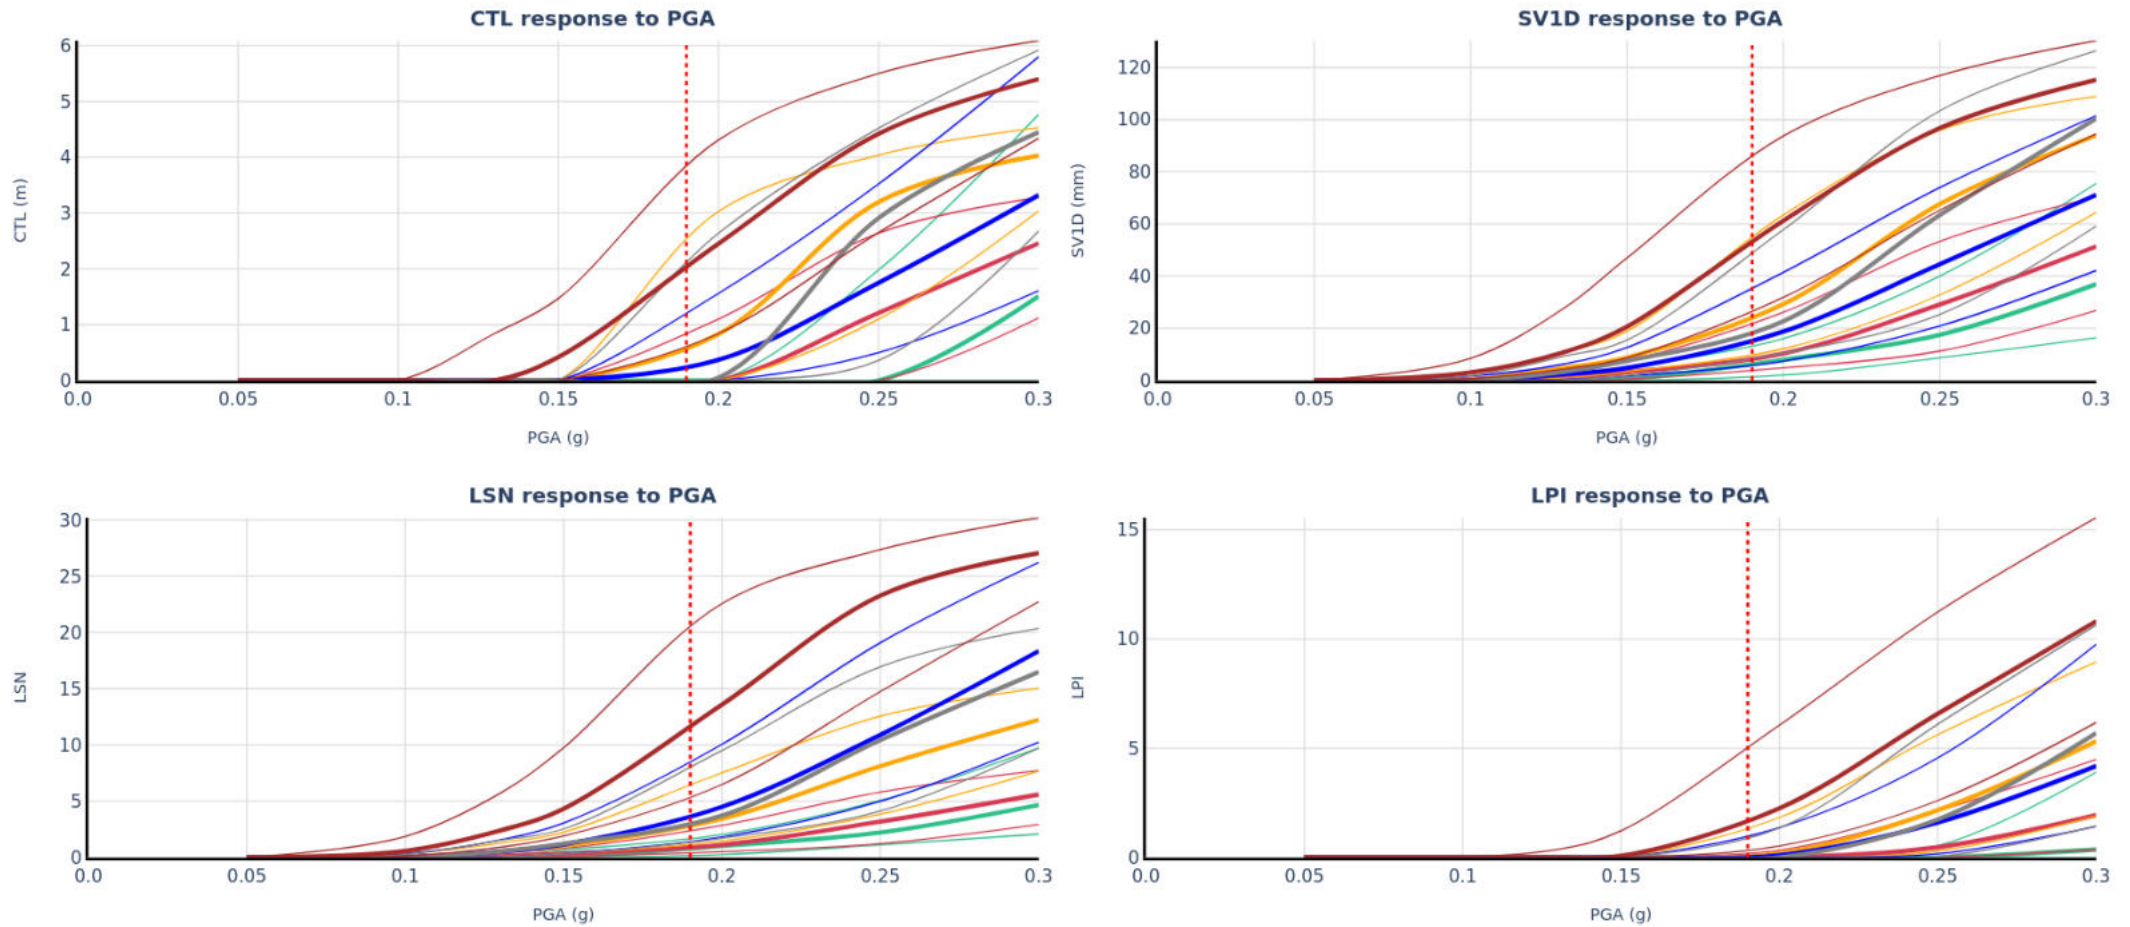 CTL response to PGA
SV1D response to PGA
6
5
4
3
2
1
0
CTL (m)
0.0 0.05 0.1 0.15 0.2 0.25 0.3
PGA (g)
120
100
80
60
40
20
0
SV1D (mm)
0.0 0.05 0.1 0.15 0.2 0.25 0.3
PGA (g)
LSN response to PGA
LPI response to PGA
30
25
20
15
10
5
0
LSN
0.0 0.05 0.1 0.15 0.2 0.25 0.3
PGA (g)
15
10
5
0
LPI
0.0 0.05 0.1 0.15 0.2 0.25 0.3
PGA (g)